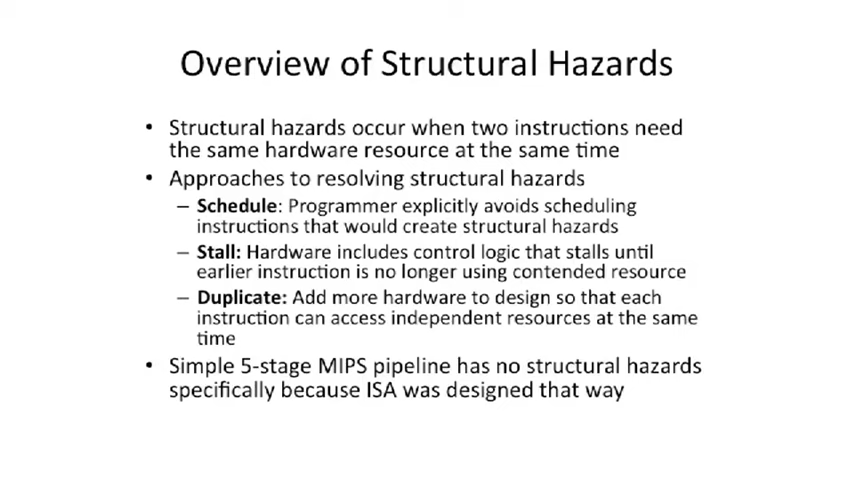 Overview of Structural Hazards
• Structural hazards occur when two instructions need
the same hardware resource at the same time
• Approaches to resolving structural hazards
– Schedule: Programmer explicitly avoids scheduling
instructions that would create structural hazards
– Stall: Hardware includes control logic that stalls until
earlier instruction is no longer using contended resource
– Duplicate: Add more hardware to design so that each
instruction can access independent resources at the same
time
• Simple 5-stage MIPS pipeline has no structural hazards
specifically because ISA was designed that way